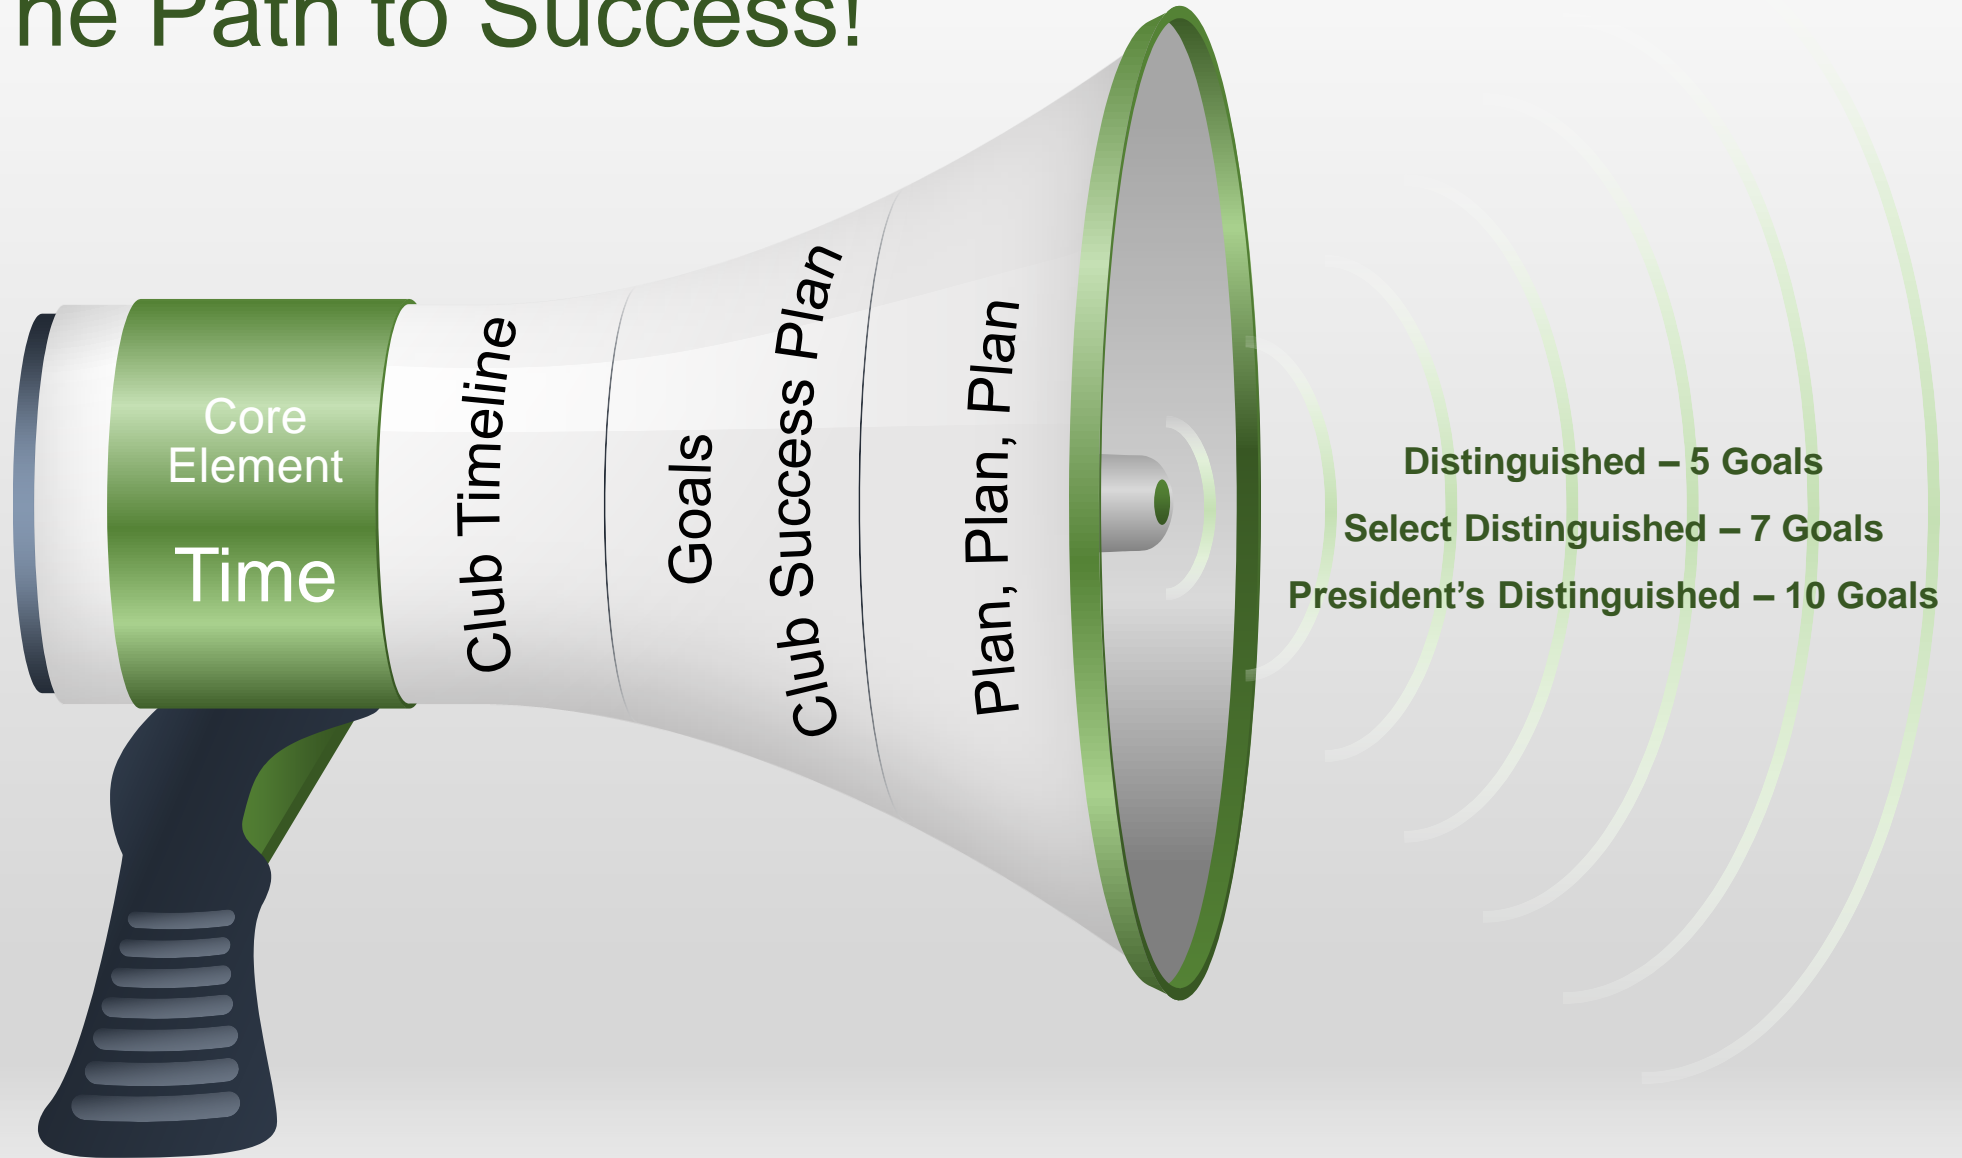 he Path to Success!
Core
Element
Time
Club Timeline
Goals
Club Success Plan
Plan, Plan, Plan
Distinguished – 5 Goals
Select Distinguished – 7 Goals
President’s Distinguished – 10 Goals